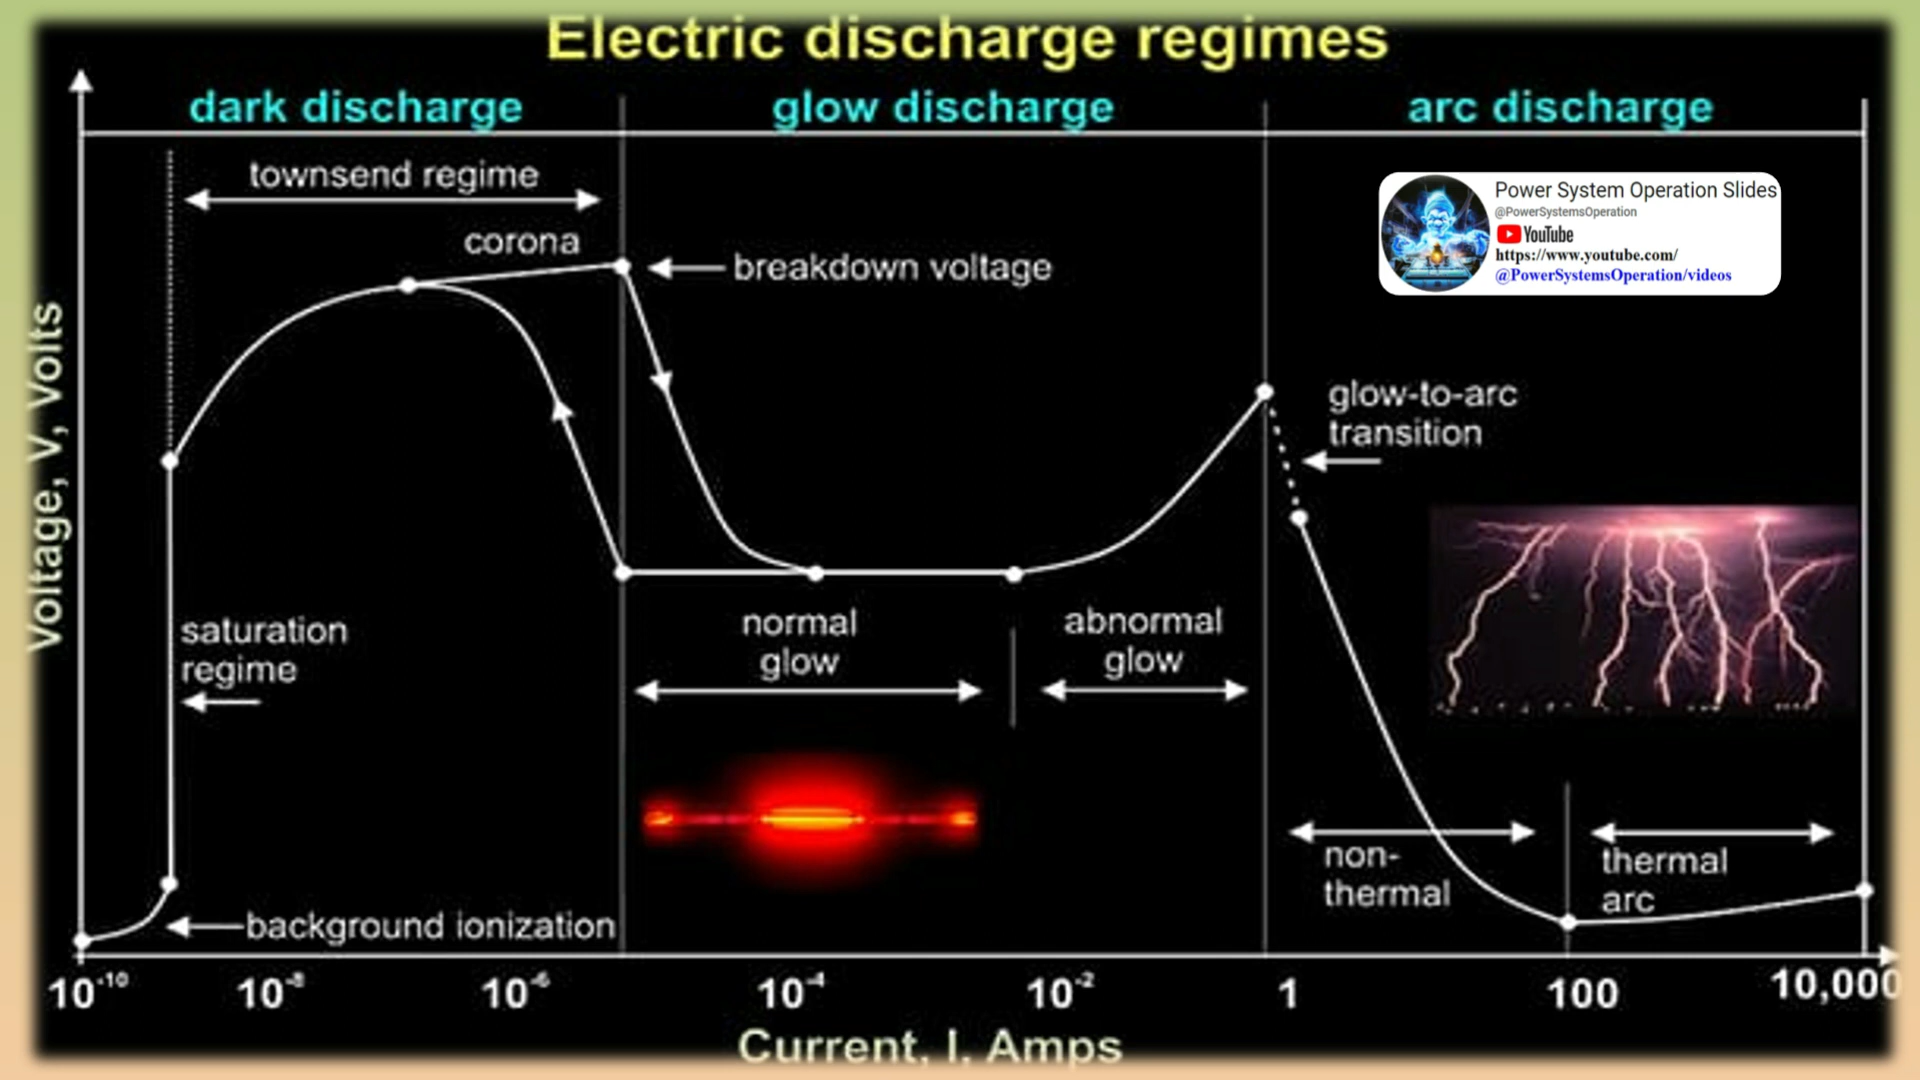 Electric discharge regimes
dark discharge
glow discharge
arc discharge
townsend regime
corona
breakdown voltage
Power System Operation Slides
@PowerSystemsOperation
YouTube
https://www.youtube.com/
@PowerSystemsOperation/videos
Voltage, V, Volts
glow-to-arc
transition
saturation
regime
normal
glow
abnormal
glow
non-
thermal
thermal
arc
background ionization
10⁻¹⁰
10⁻⁸
10⁻⁶
10⁻⁴
10⁻²
1
100
10,000
Current, I, Amps